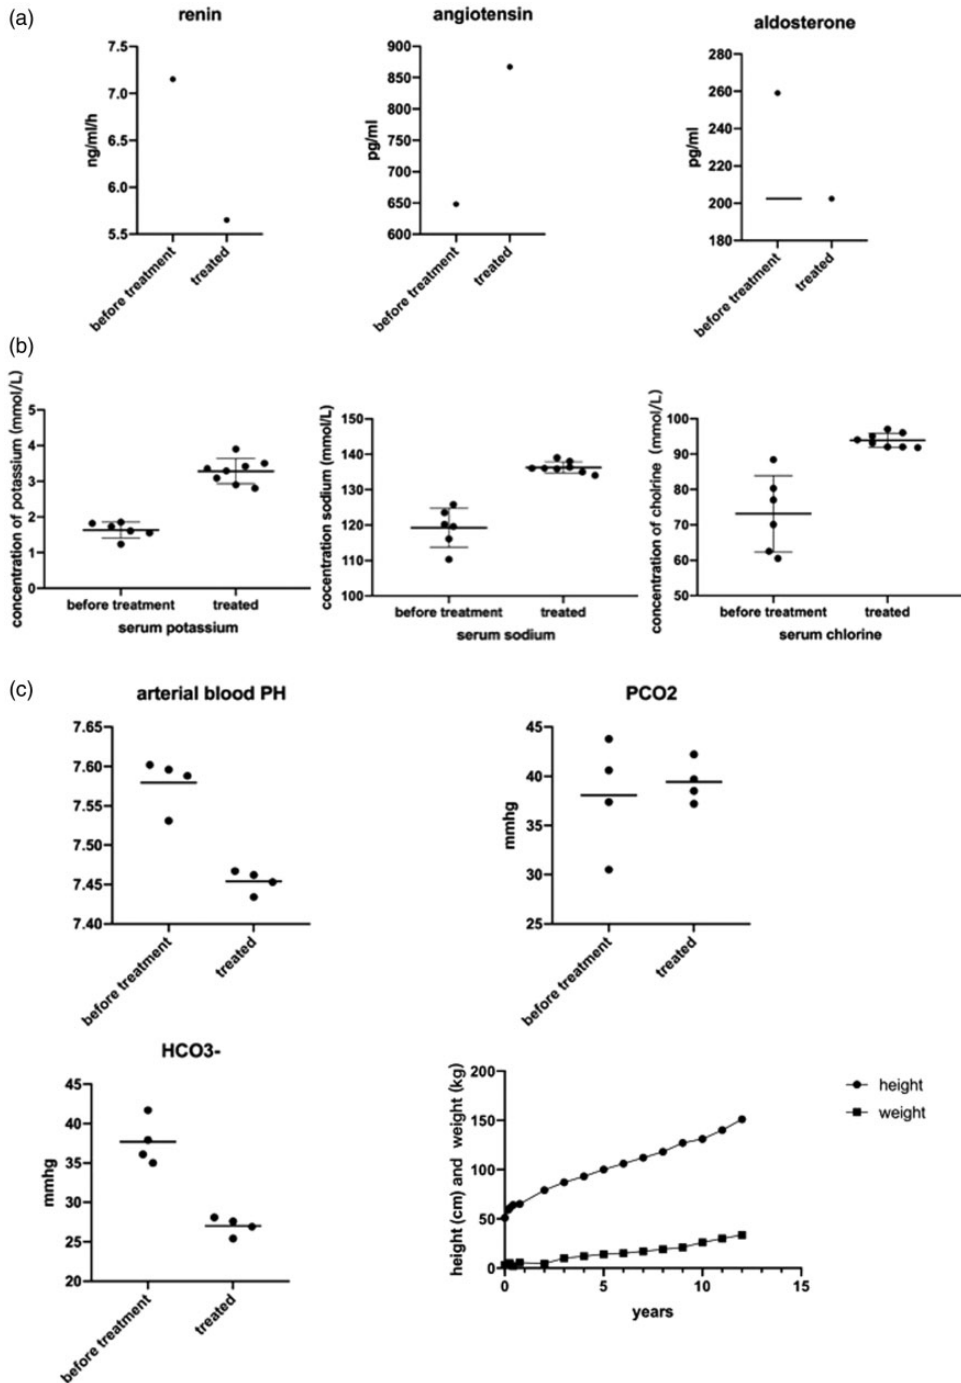 (a)
renin
ng/ml/h
7.5
7.0
6.5
6.0
5.5
before treatment
treated
angiotensin
pg/ml
900
850
800
750
700
650
600
before treatment
treated
aldosterone
pg/ml
280
260
240
220
200
180
before treatment
treated
(b)
concentration of potassium (mmol/L)
5
4
3
2
1
0
before treatment
treated
serum potassium
cocentration sodium (mmol/L)
150
140
130
120
110
100
before treatment
treated
serum sodium
concentration of cholrine (mmol/L)
100
90
80
70
60
50
before treatment
treated
serum chlorine
(c)
arterial blood PH
7.65
7.60
7.55
7.50
7.45
7.40
before treatment
treated
PCO2
mmhg
45
40
35
30
25
before treatment
treated
HCO3-
mmhg
45
40
35
30
25
20
before treatment
treated
height (cm) and weight (kg)
200
150
100
50
0
0
5
10
15
years
height
weight